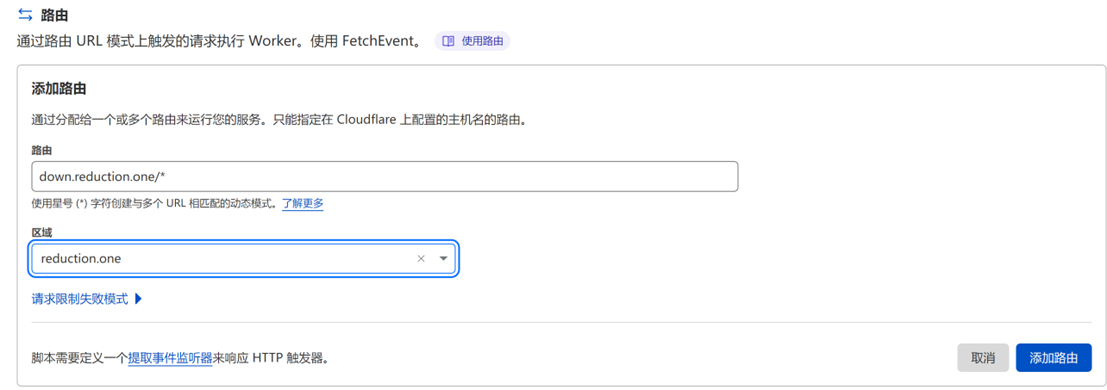 路由
通过路由 URL 模式上触发的请求执行 Worker。使用 FetchEvent。 使用路由
添加路由
通过分配给一个或多个路由来运行您的服务。只能指定在 Cloudflare 上配置的主机名的路由。
路由
down.reduction.one/*
使用星号 (*) 字符创建与多个 URL 相匹配的动态模式。了解更多
区域
reduction.one
请求限制失败模式
脚本需要定义一个提取事件监听器来响应 HTTP 触发器。 取消 添加路由